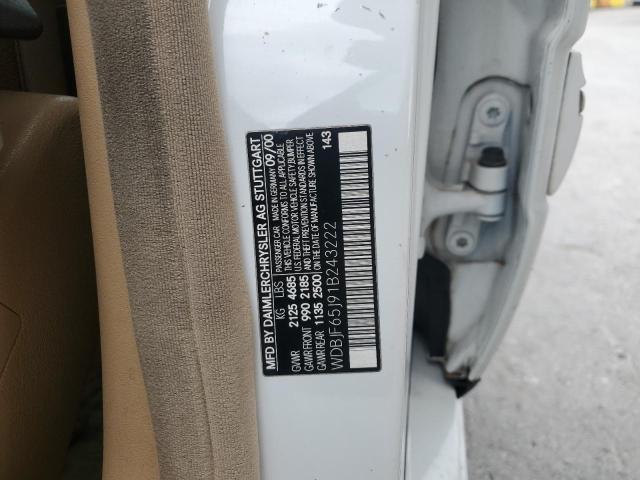 MFD BY DAIMLERCHRYSLER AG STUTTGART
KG LBS PASSENGER CAR MADE IN GERMANY 09/00
GVWR 2125 4685 THIS VEHICLE CONFORMS TO ALL APPLICABLE
U.S. FEDERAL MOTOR VEHICLE SAFETY, BUMPER
GAWR FRONT 990 2185 AND THEFT PREVENTION STANDARDS IN EFFECT
GAWR REAR 1135 2500 ON THE DATE OF MANUFACTURE SHOWN ABOVE
143
WDBJF65J91B243222